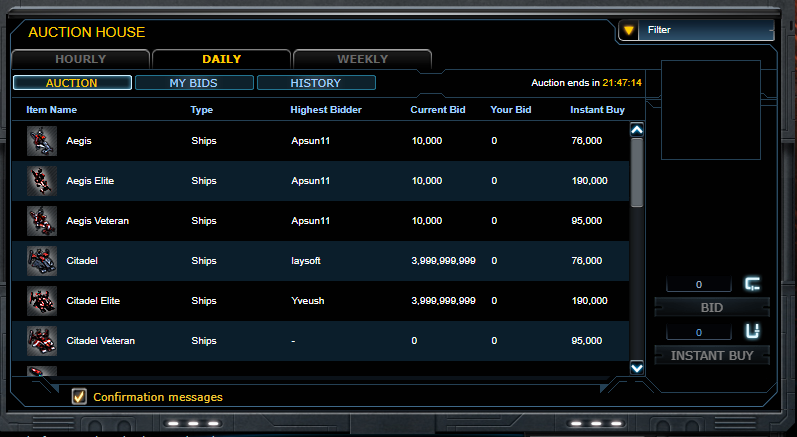 AUCTION HOUSE
Filter
HOURLY DAILY WEEKLY
AUCTION MY BIDS HISTORY Auction ends in 21:47:14
Item Name Type Highest Bidder Current Bid Your Bid Instant Buy
Aegis Ships Apsun11 10,000 0 76,000
Aegis Elite Ships Apsun11 10,000 0 190,000
Aegis Veteran Ships Apsun11 10,000 0 95,000
Citadel Ships laysoft 3,999,999,999 0 76,000
Citadel Elite Ships Yveush 3,999,999,999 0 190,000
Citadel Veteran Ships - 0 0 95,000
0
BID
0
INSTANT BUY
Confirmation messages